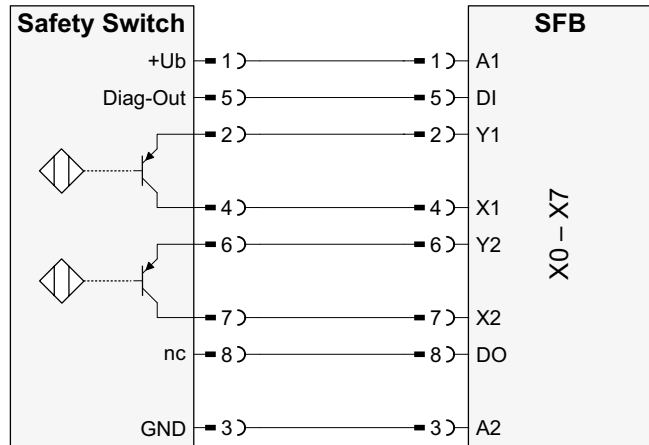 Safety Switch SFB
+Ub 1 1 A1
Diag-Out 5 5 DI
2 2 Y1
4 4 X1
6 6 Y2
7 7 X2
nc 8 8 DO
GND 3 3 A2
X0 – X7